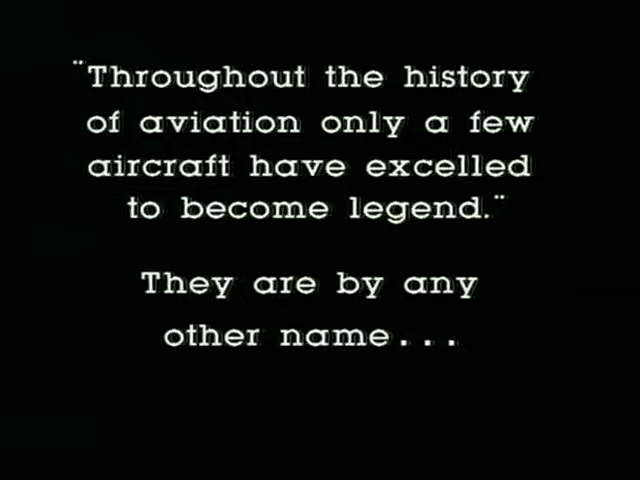 ¨Throughout the history
of aviation only a few
aircraft have excelled
to become legend.¨
They are by any
other name...